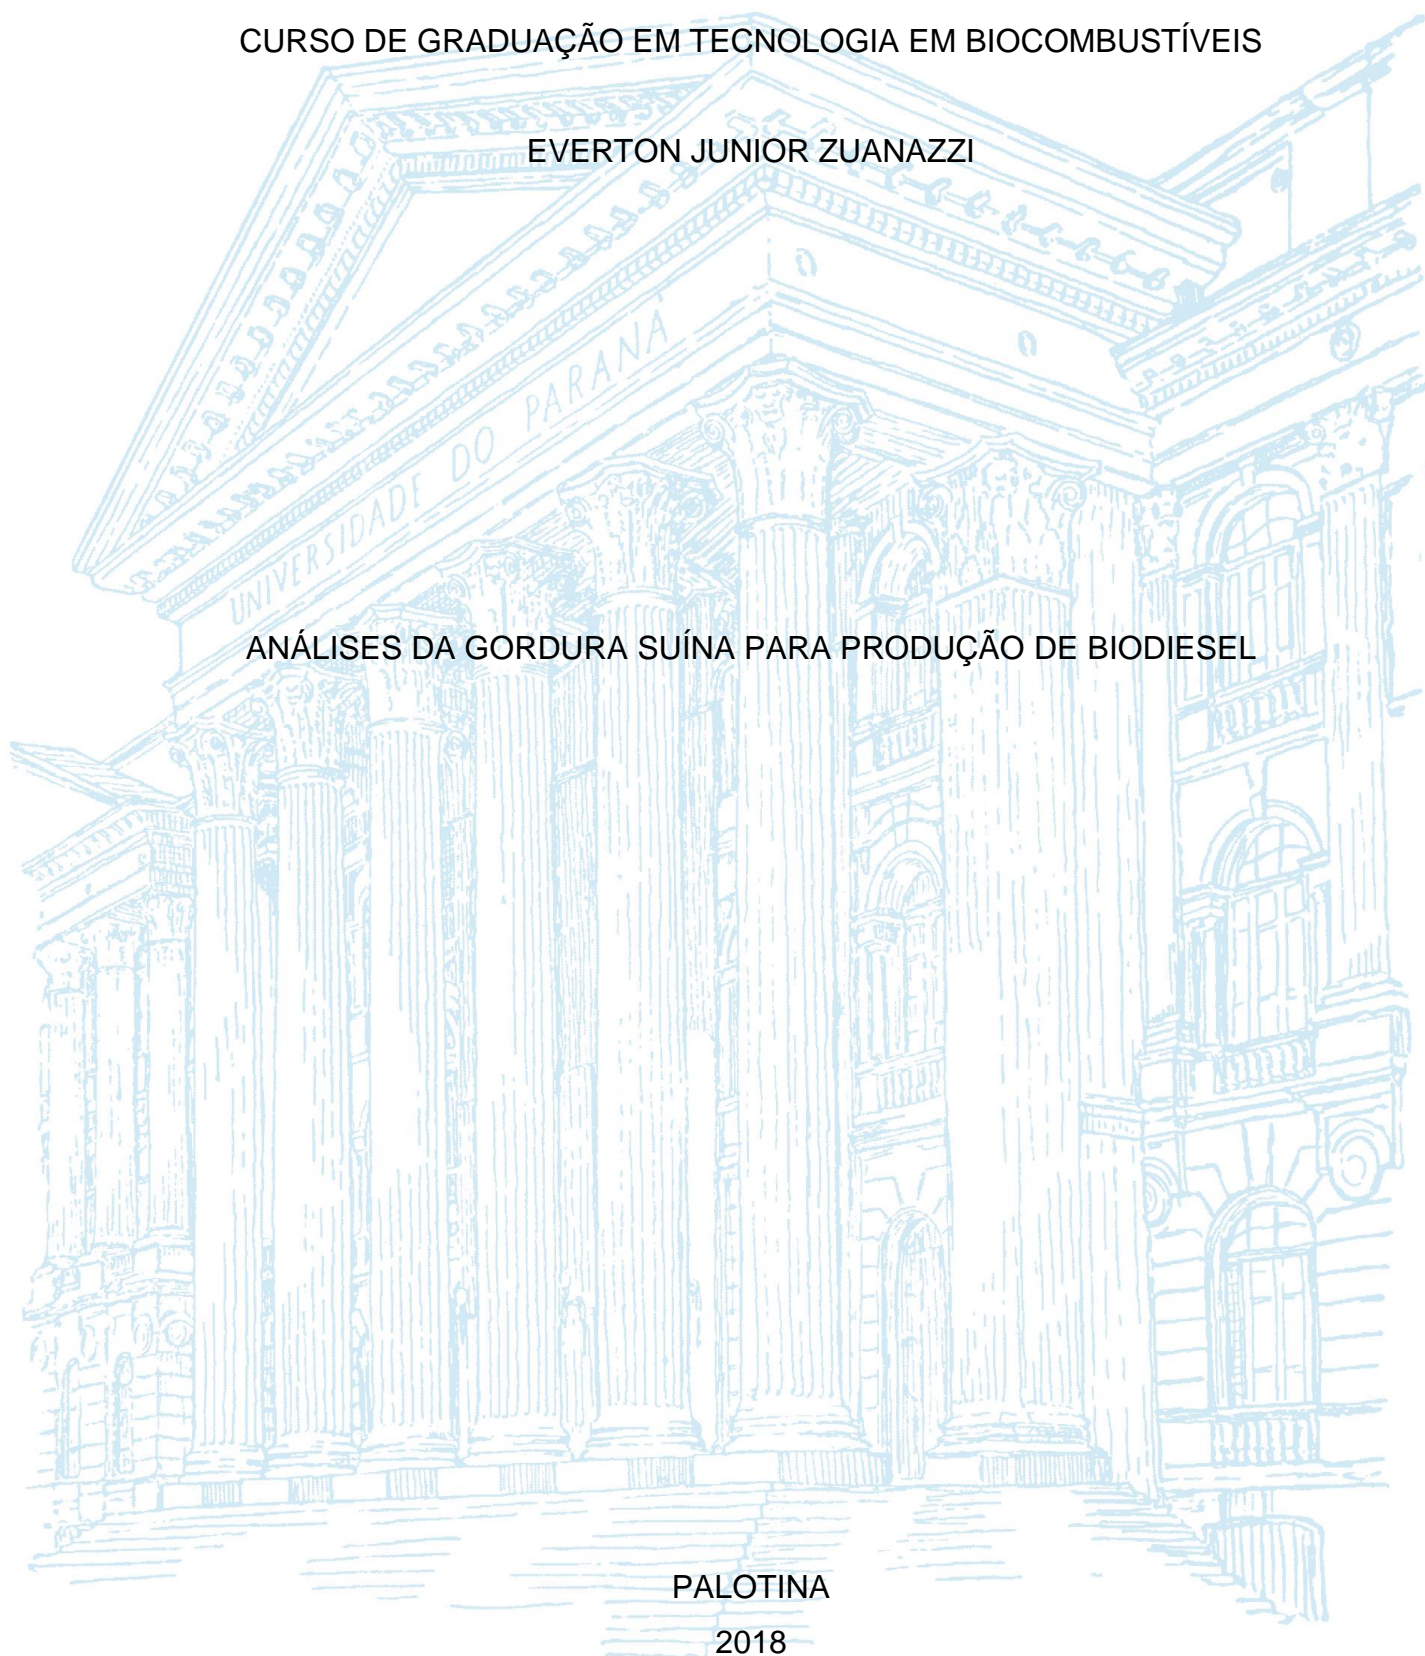 CURSO DE GRADUAÇÃO EM TECNOLOGIA EM BIOCOMBUSTÍVEIS
EVERTON JUNIOR ZUANAZZI
UNIVERSIDADE DO PARANÁ
ANÁLISES DA GORDURA SUÍNA PARA PRODUÇÃO DE BIODIESEL
PALOTINA
2018